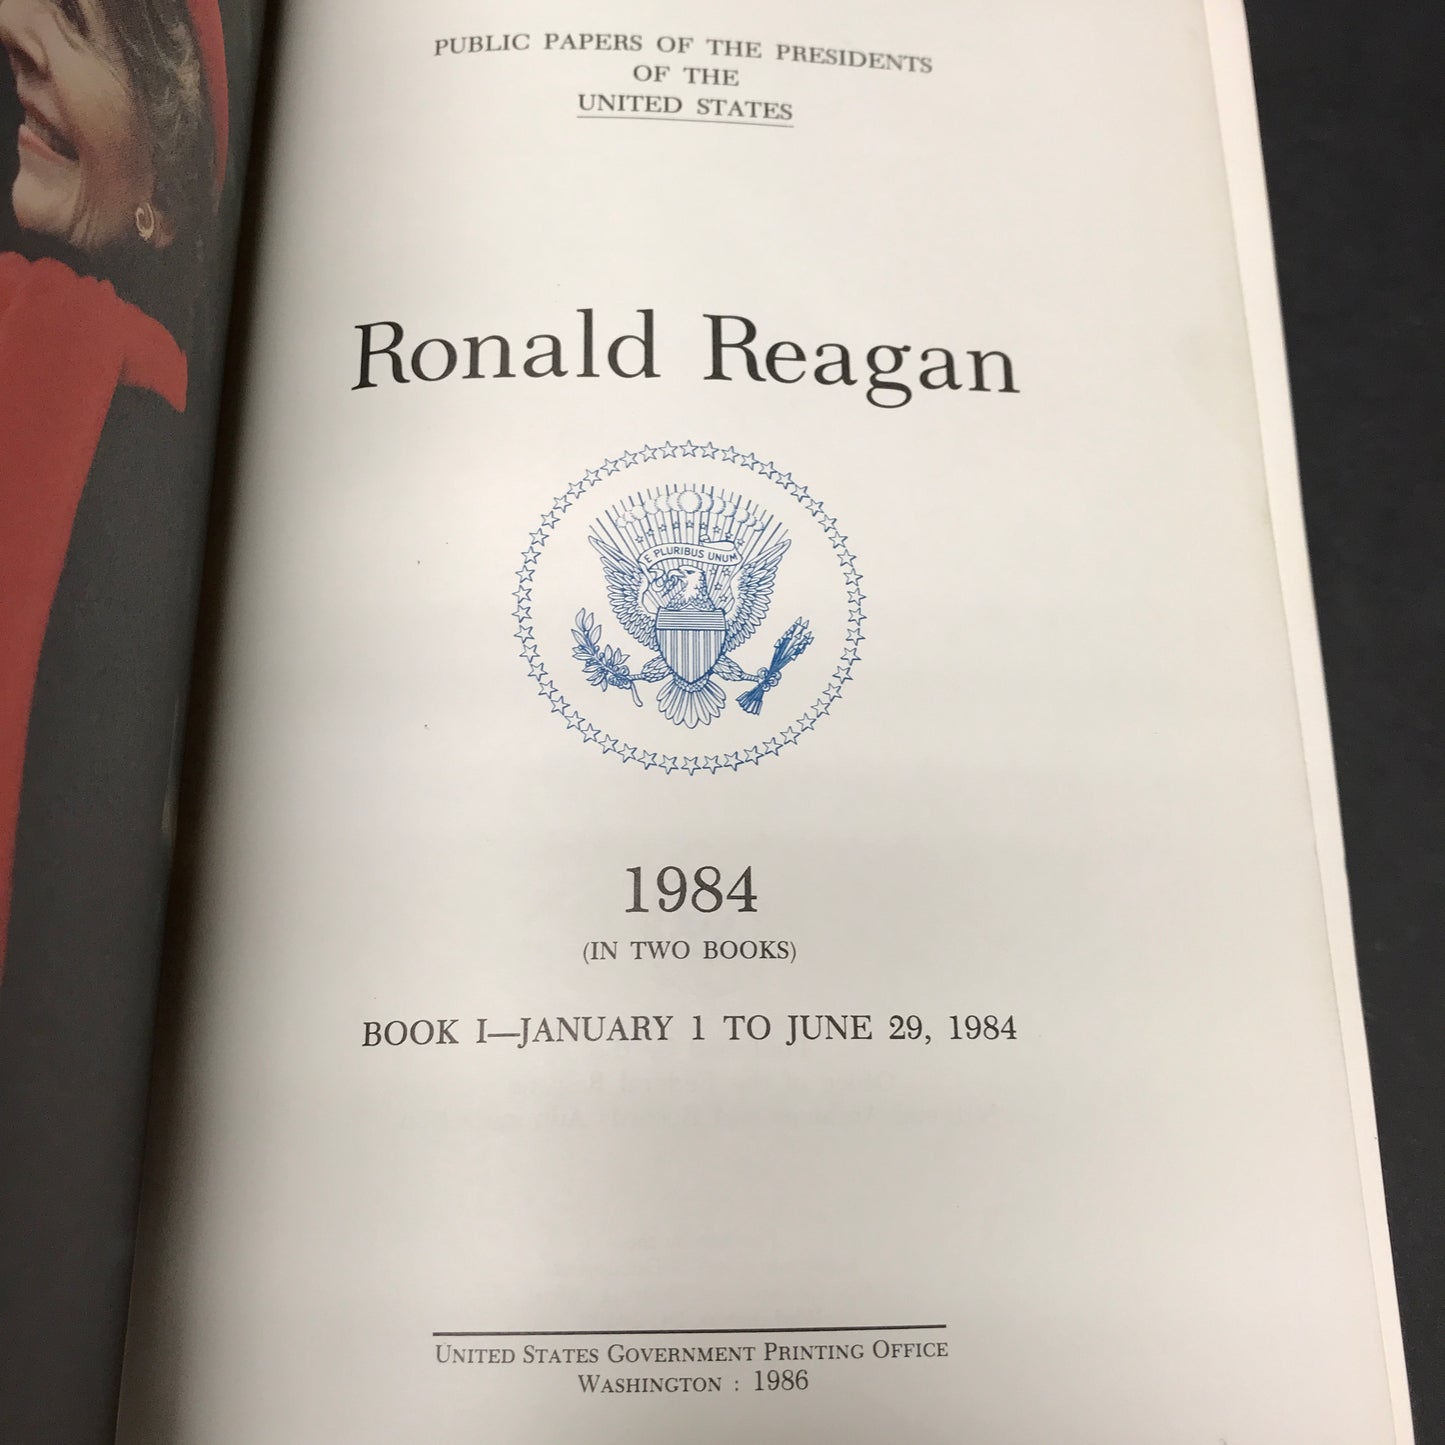 PUBLIC PAPERS OF THE PRESIDENTS
OF THE
UNITED STATES
Ronald Reagan
E PLURIBUS UNUM
1984
(IN TWO BOOKS)
BOOK I—JANUARY 1 TO JUNE 29, 1984
UNITED STATES GOVERNMENT PRINTING OFFICE
WASHINGTON : 1986